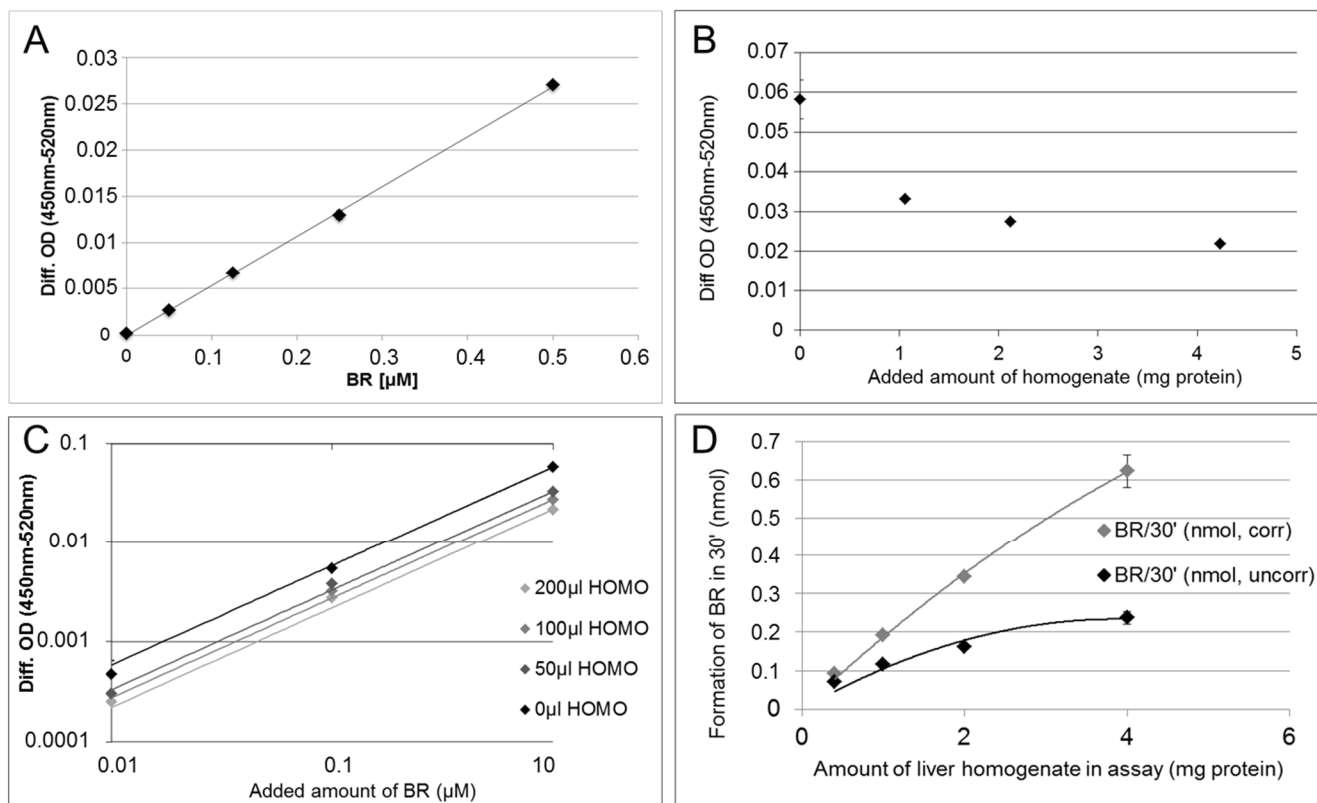 A
Diff. OD (450nm-520nm)
0.03
0.025
0.02
0.015
0.01
0.005
0
0 0.1 0.2 0.3 0.4 0.5 0.6
BR [µM]
B
Diff OD (450nm-520nm)
0.07
0.06
0.05
0.04
0.03
0.02
0.01
0
0 1 2 3 4 5
Added amount of homogenate (mg protein)
C
Diff. OD (450nm-520nm)
0.1
0.01
0.001
0.0001
200µl HOMO
100µl HOMO
50µl HOMO
0µl HOMO
0.01 0.1 10
Added amount of BR (µM)
D
Formation of BR in 30' (nmol)
0.7
0.6
0.5
0.4
0.3
0.2
0.1
0
BR/30' (nmol, corr)
BR/30' (nmol, uncorr)
0 2 4 6
Amount of liver homogenate in assay (mg protein)